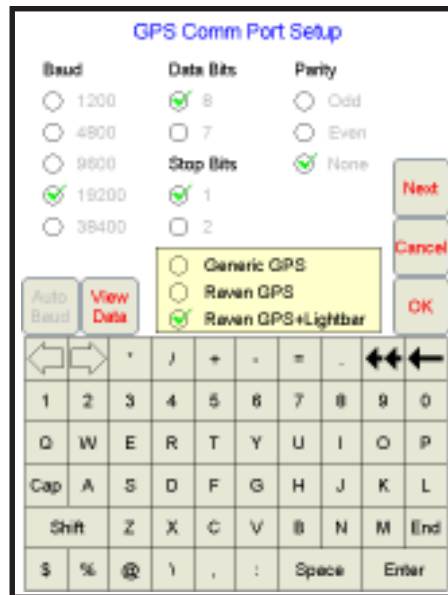 GPS Comm Port Setup
Baud Data Bits Parity
1200 8 Odd
4800 7 Even
9600 Stop Bits None
19200 1 Next
38400 2
Cancel
Generic GPS
Auto Baud View Data Raven GPS OK
Raven GPS+Lightbar
' / + - = .
1 2 3 4 5 6 7 8 9 0
Q W E R T Y U I O P
Cap A S D F G H J K L
Shift Z X C V B N M End
$ % @ \ , : Space Enter